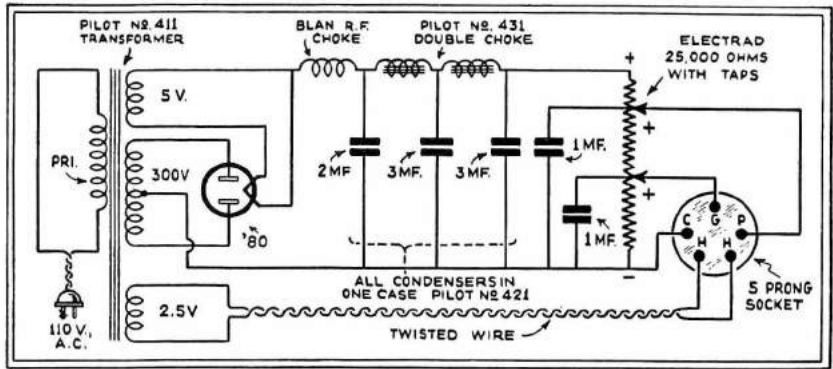 PILOT No. 411
TRANSFORMER
BLAN R.F.
CHOKE
PILOT No. 431
DOUBLE CHOKE
ELECTRAD
25,000 OHMS
WITH TAPS
5 V.
PRI.
300V
'80
2 MF.
3 MF.
3 MF.
1 MF.
1 MF.
+
+
+
−
C
G
P
H
H
5 PRONG
SOCKET
ALL CONDENSERS IN
ONE CASE PILOT No 421
110 V.,
A.C.
2.5V
TWISTED WIRE